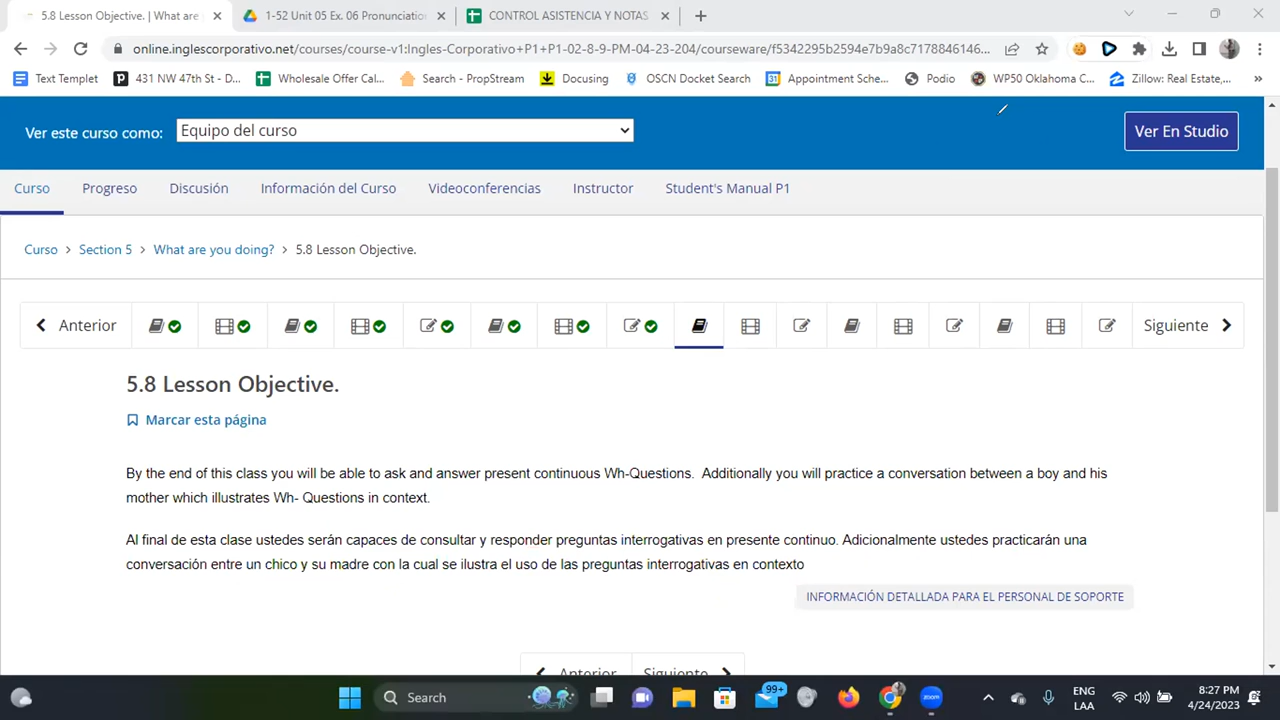 5.8 Lesson Objective. | What are
1-52 Unit 05 Ex. 06 Pronunciation
CONTROL ASISTENCIA Y NOTAS
online.inglescorporativo.net/courses/course-v1:Ingles-Corporativo+P1+P1-02-8-9-PM-04-23-204/courseware/f5342295b2594e7b9a8c7178846146...
Text Templet
431 NW 47th St - D...
Wholesale Offer Cal...
Search - PropStream
Docusing
OSCN Docket Search
Appointment Sche...
Podio
WP50 Oklahoma C...
Zillow: Real Estate,...
»
Ver este curso como:
Equipo del curso
Ver En Studio
Curso
Progreso
Discusión
Información del Curso
Videoconferencias
Instructor
Student's Manual P1
Curso > Section 5 > What are you doing? > 5.8 Lesson Objective.
Anterior
Siguiente
5.8 Lesson Objective.
Marcar esta página
By the end of this class you will be able to ask and answer present continuous Wh-Questions. Additionally you will practice a conversation between a boy and his
mother which illustrates Wh- Questions in context.
Al final de esta clase ustedes serán capaces de consultar y responder preguntas interrogativas en presente continuo. Adicionalmente ustedes practicarán una
conversación entre un chico y su madre con la cual se ilustra el uso de las preguntas interrogativas en contexto
INFORMACIÓN DETALLADA PARA EL PERSONAL DE SOPORTE
Anterior
Siguiente
Search
99+
zoom
ENG
LAA
8:27 PM
4/24/2023